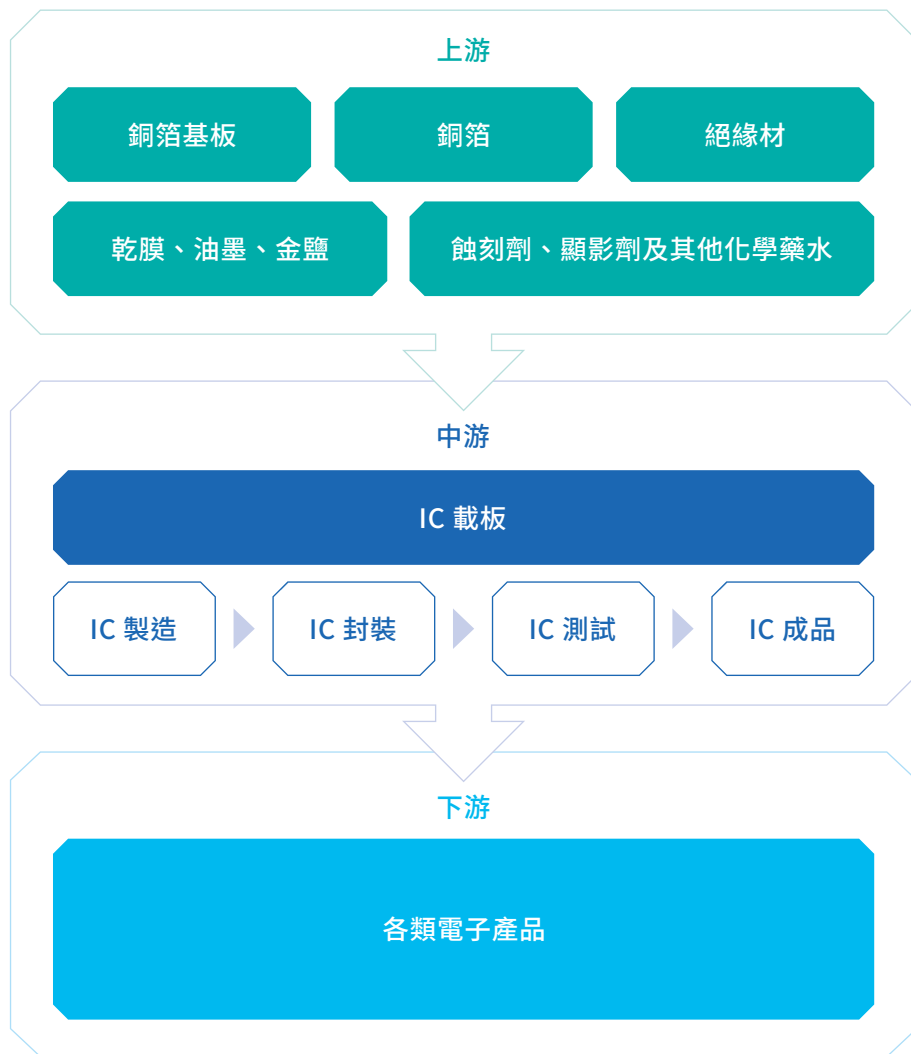 上游
銅箔基板
銅箔
絕緣材
乾膜、油墨、金鹽
蝕刻劑、顯影劑及其他化學藥水
中游
IC 載板
IC 製造
IC 封裝
IC 測試
IC 成品
下游
各類電子產品